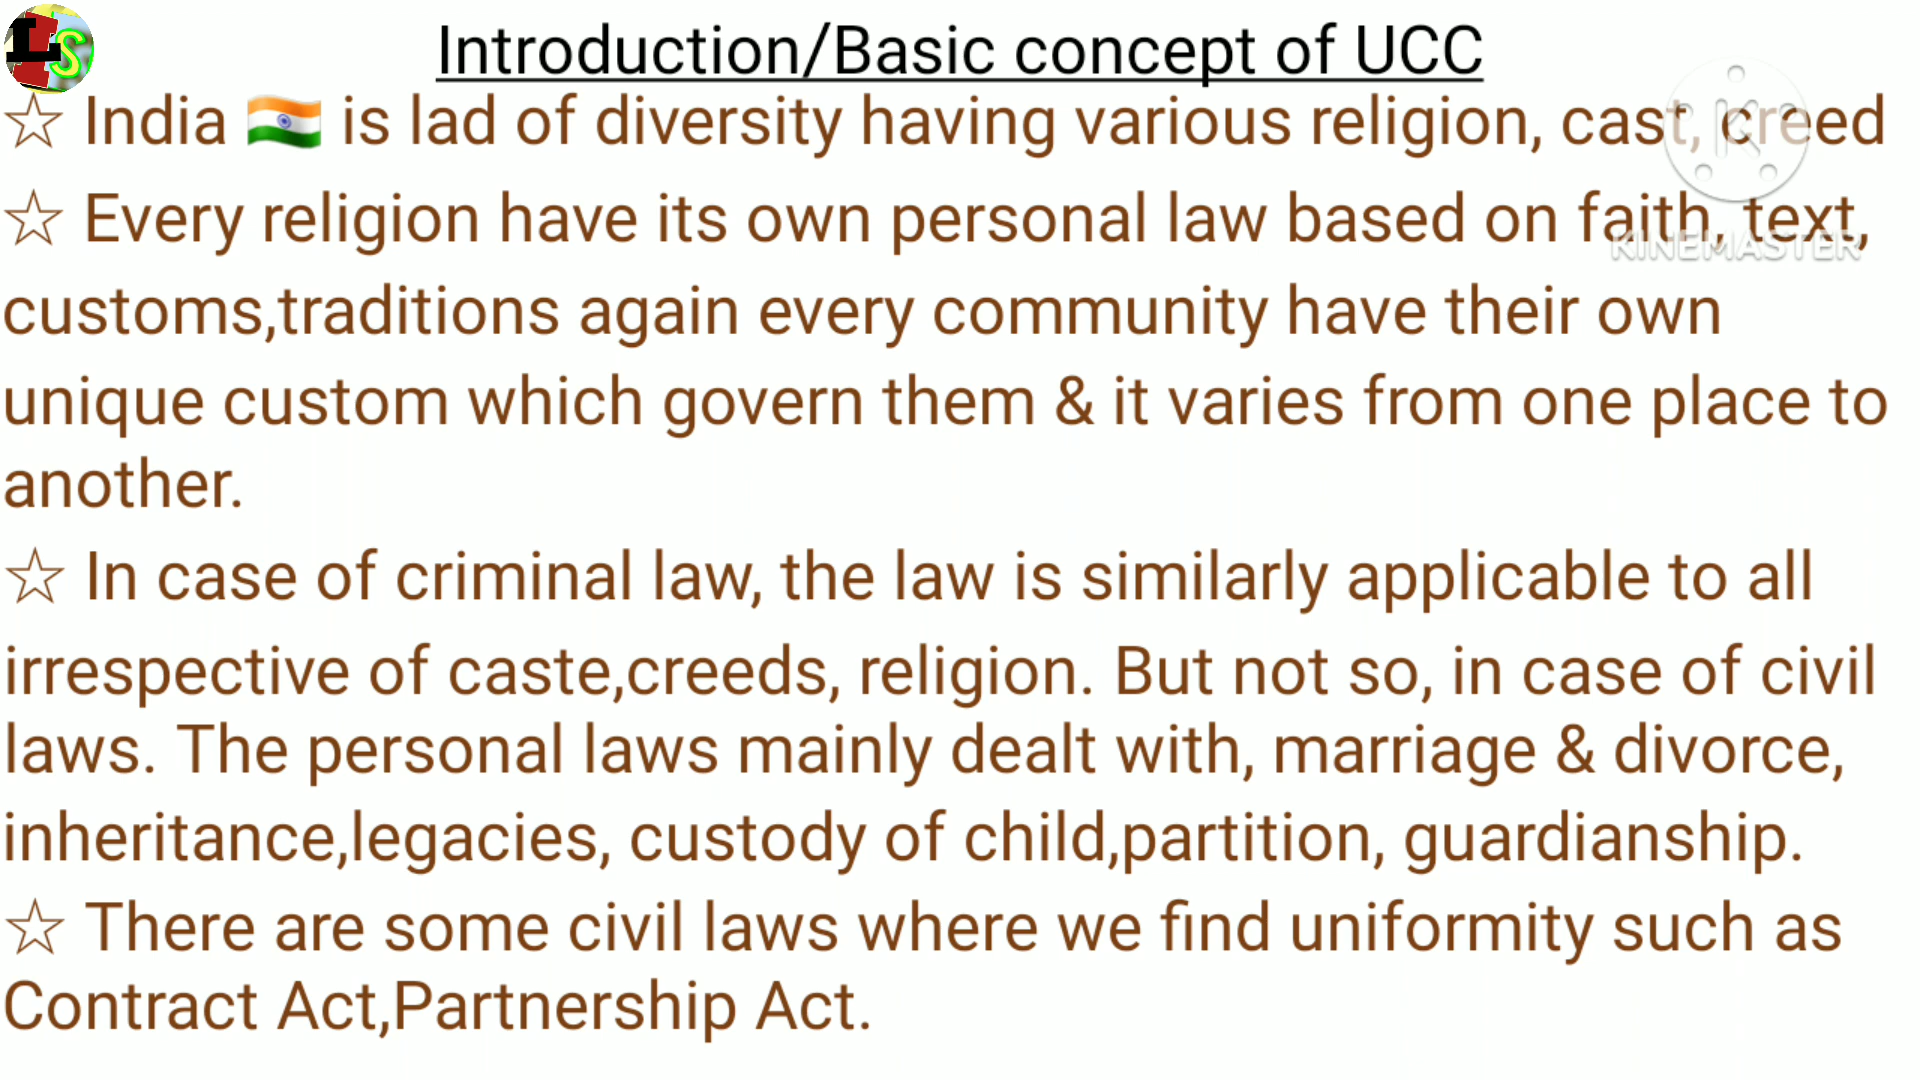 LS
Introduction/Basic concept of UCC
☆ India 🇮🇳 is lad of diversity having various religion, cast, creed
☆ Every religion have its own personal law based on faith, text,
KINEMASTER
customs,traditions again every community have their own
unique custom which govern them & it varies from one place to
another.
☆ In case of criminal law, the law is similarly applicable to all
irrespective of caste,creeds, religion. But not so, in case of civil
laws. The personal laws mainly dealt with, marriage & divorce,
inheritance,legacies, custody of child,partition, guardianship.
☆ There are some civil laws where we find uniformity such as
Contract Act,Partnership Act.